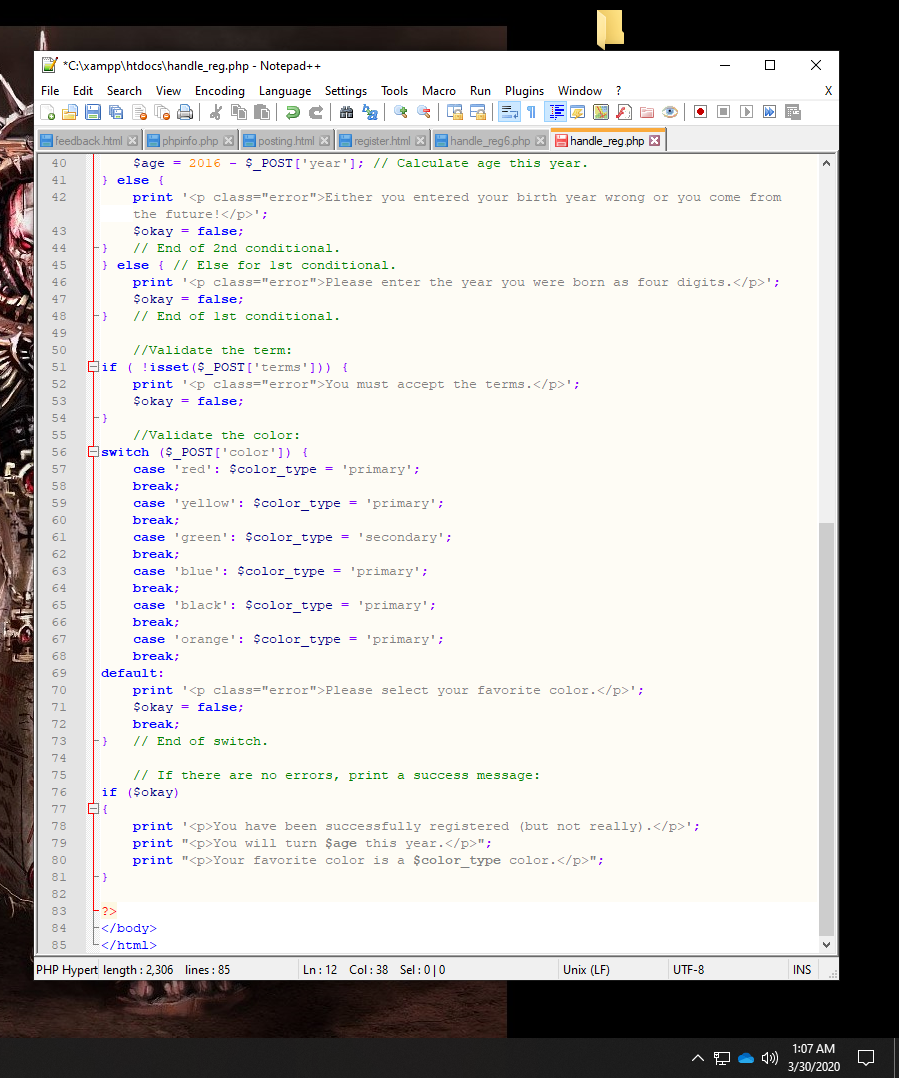 *C:\xampp\htdocs\handle_reg.php - Notepad++
File Edit Search View Encoding Language Settings Tools Macro Run Plugins Window ? X
feedback.html phpinfo.php posting.html register.html handle_reg6.php handle_reg.php
40 $age = 2016 - $_POST['year']; // Calculate age this year.
41 } else {
42 print '<p class="error">Either you entered your birth year wrong or you come from
the future!</p>';
43 $okay = false;
44 } // End of 2nd conditional.
45 } else { // Else for 1st conditional.
46 print '<p class="error">Please enter the year you were born as four digits.</p>';
47 $okay = false;
48 } // End of 1st conditional.
49
50 //Validate the term:
51 if ( !isset($_POST['terms'])) {
52 print '<p class="error">You must accept the terms.</p>';
53 $okay = false;
54 }
55 //Validate the color:
56 switch ($_POST['color']) {
57 case 'red': $color_type = 'primary';
58 break;
59 case 'yellow': $color_type = 'primary';
60 break;
61 case 'green': $color_type = 'secondary';
62 break;
63 case 'blue': $color_type = 'primary';
64 break;
65 case 'black': $color_type = 'primary';
66 break;
67 case 'orange': $color_type = 'primary';
68 break;
69 default:
70 print '<p class="error">Please select your favorite color.</p>';
71 $okay = false;
72 break;
73 } // End of switch.
74
75 // If there are no errors, print a success message:
76 if ($okay)
77 {
78 print '<p>You have been successfully registered (but not really).</p>';
79 print "<p>You will turn $age this year.</p>";
80 print "<p>Your favorite color is a $color_type color.</p>";
81 }
82
83 ?>
84 </body>
85 </html>
PHP Hypert length : 2,306 lines : 85 Ln : 12 Col : 38 Sel : 0 | 0 Unix (LF) UTF-8 INS
1:07 AM
3/30/2020